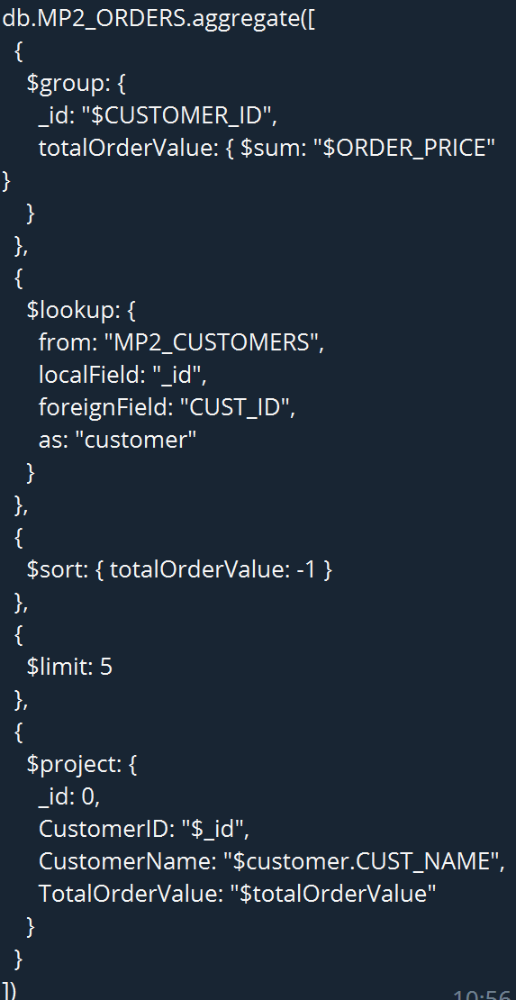 db.MP2_ORDERS.aggregate([
  {
    $group: {
      _id: "$CUSTOMER_ID",
      totalOrderValue: { $sum: "$ORDER_PRICE"
}
    }
  },
  {
    $lookup: {
      from: "MP2_CUSTOMERS",
      localField: "_id",
      foreignField: "CUST_ID",
      as: "customer"
    }
  },
  {
    $sort: { totalOrderValue: -1 }
  },
  {
    $limit: 5
  },
  {
    $project: {
      _id: 0,
      CustomerID: "$_id",
      CustomerName: "$customer.CUST_NAME",
      TotalOrderValue: "$totalOrderValue"
    }
  }
])
10:56